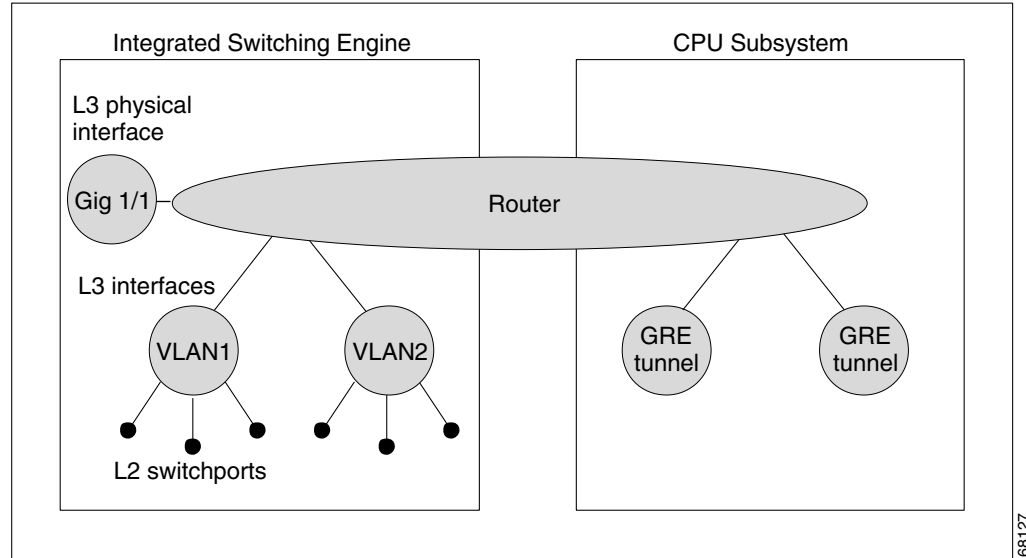 Integrated Switching Engine
CPU Subsystem
L3 physical
interface
Gig 1/1
Router
L3 interfaces
VLAN1
VLAN2
GRE
tunnel
GRE
tunnel
L2 switchports
68127